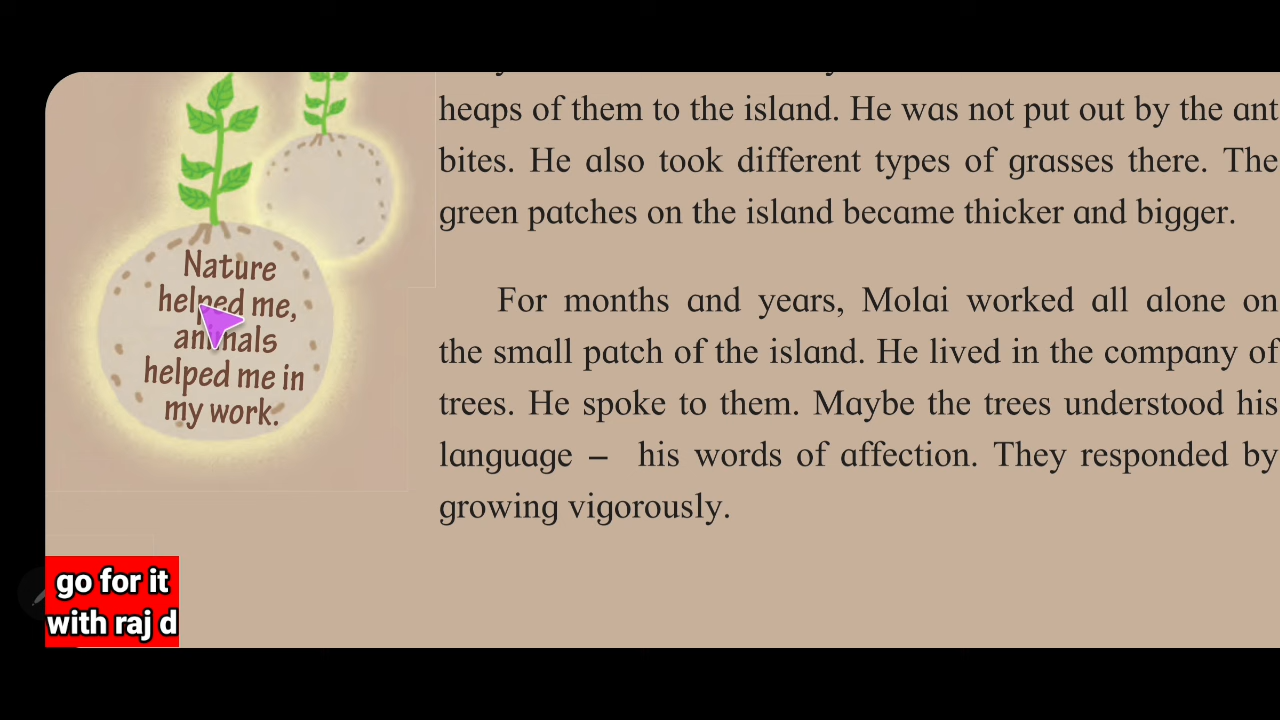 heaps of them to the island. He was not put out by the ant
bites. He also took different types of grasses there. The
green patches on the island became thicker and bigger.
Nature
helped me,
animals
helped me in
my work.
For months and years, Molai worked all alone on
the small patch of the island. He lived in the company of
trees. He spoke to them. Maybe the trees understood his
language – his words of affection. They responded by
growing vigorously.
go for it
with raj d